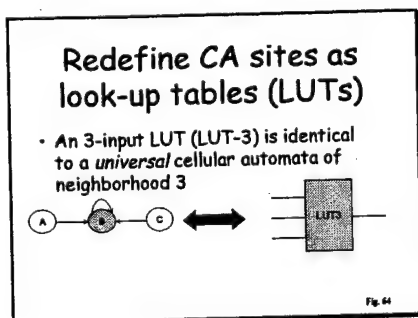 Redefine CA sites as
look-up tables (LUTs)
• An 3-input LUT (LUT-3) is identical
to a universal cellular automata of
neighborhood 3
A B C LUT3
Fig. 64